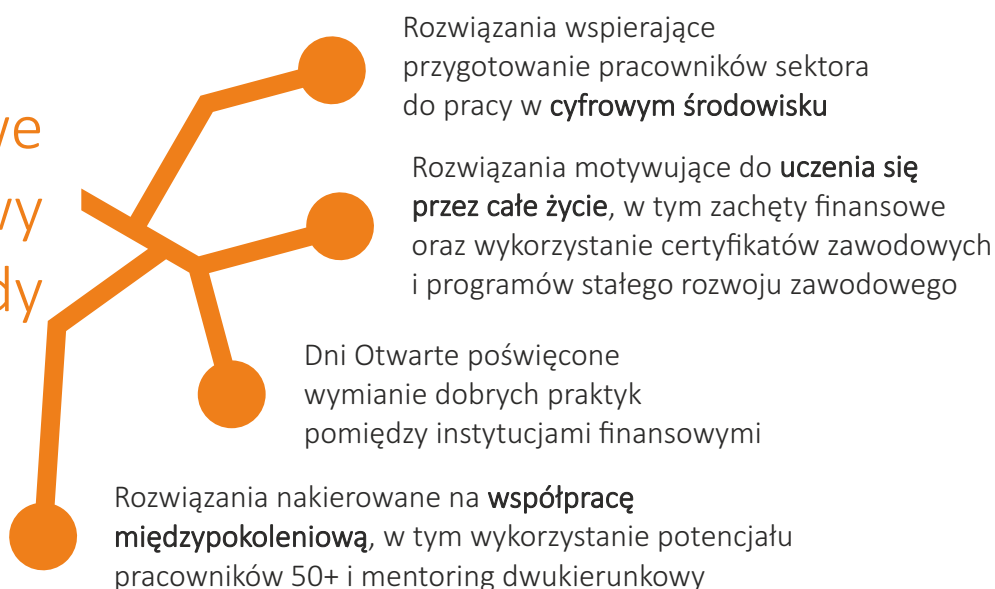 Rozwiązania wspierające
przygotowanie pracowników sektora
do pracy w cyfrowym środowisku
Rozwiązania motywujące do uczenia się
przez całe życie, w tym zachęty finansowe
oraz wykorzystanie certyfikatów zawodowych
i programów stałego rozwoju zawodowego
Dni Otwarte poświęcone
wymianie dobrych praktyk
pomiędzy instytucjami finansowymi
Rozwiązania nakierowane na współpracę
międzypokoleniową, w tym wykorzystanie potencjału
pracowników 50+ i mentoring dwukierunkowy